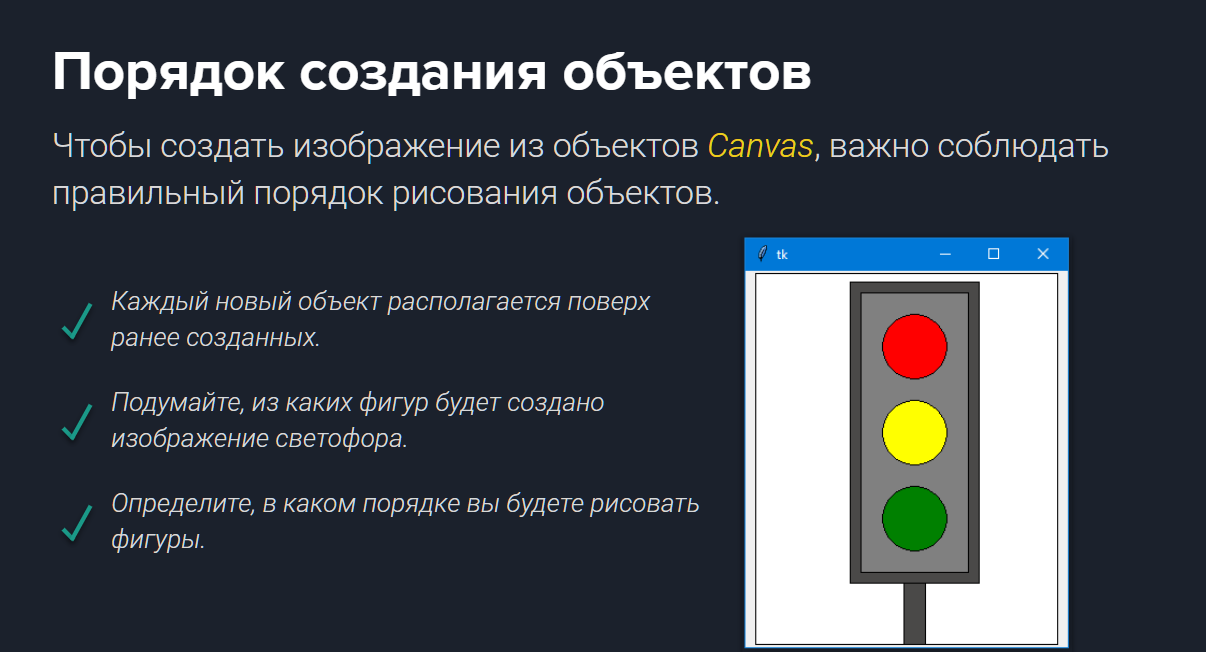 Порядок создания объектов
Чтобы создать изображение из объектов Canvas, важно соблюдать
правильный порядок рисования объектов.
tk
Каждый новый объект располагается поверх
ранее созданных.
Подумайте, из каких фигур будет создано
изображение светофора.
Определите, в каком порядке вы будете рисовать
фигуры.